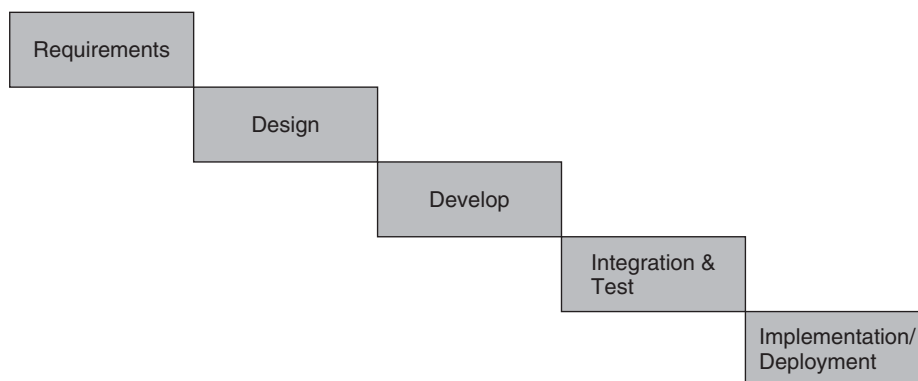 Requirements
Design
Develop
Integration &
Test
Implementation/
Deployment